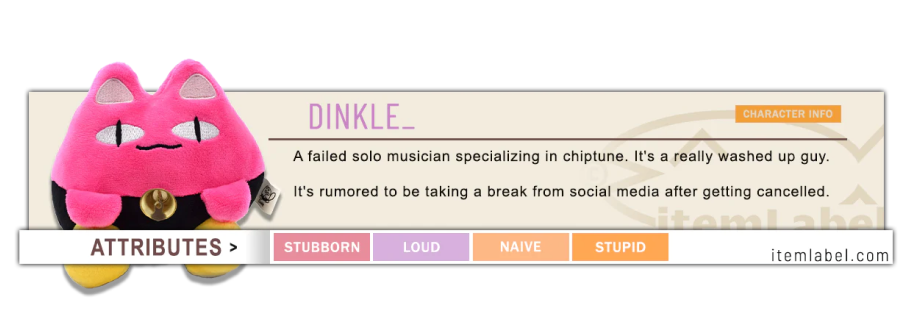 DINKLE_
CHARACTER INFO
A failed solo musician specializing in chiptune. It's a really washed up guy.
It's rumored to be taking a break from social media after getting cancelled.
itemLabel
ATTRIBUTES >
STUBBORN
LOUD
NAIVE
STUPID
itemlabel.com